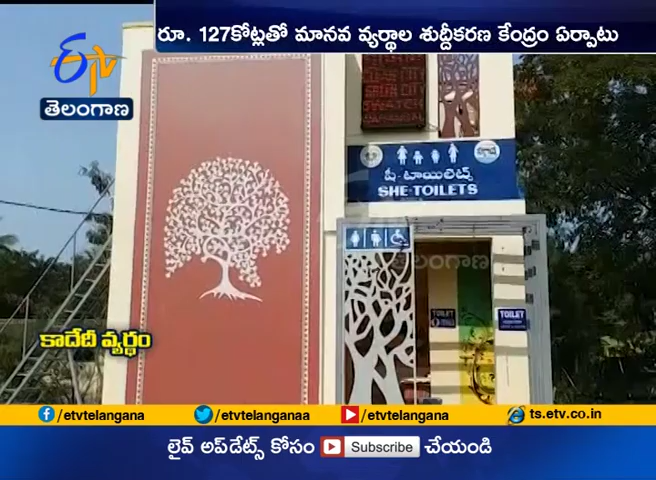 రూ. 127కోట్లతో మానవ వ్యర్థాల శుద్దీకరణ కేంద్రం ఏర్పాటు
etv
తెలంగాణ
షీ-టాయిలెట్స్
SHE-TOILETS
తెలంగాణ
TOILET
TOILET
కాదేదీ వ్యర్థం
/etvtelangana
/etvtelanganaa
/etvtelangana
ts.etv.co.in
లైవ్ అప్‌డేట్స్ కోసం Subscribe చేయండి